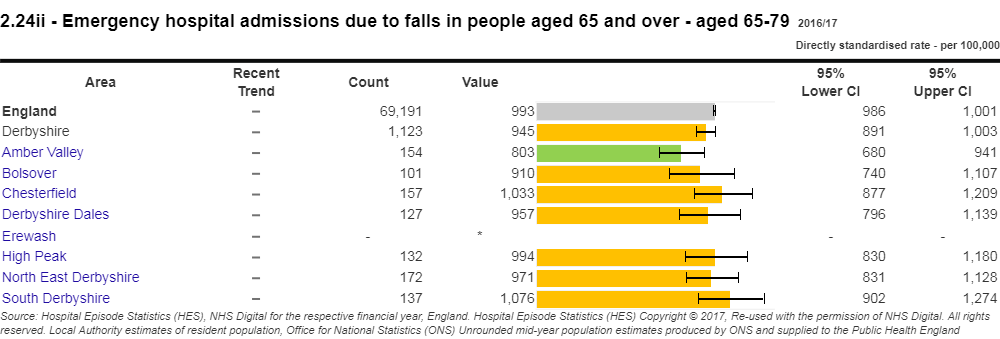 2.24ii - Emergency hospital admissions due to falls in people aged 65 and over - aged 65-79 2016/17
Directly standardised rate - per 100,000
Area Recent Trend Count Value 95% Lower CI 95% Upper CI
England – 69,191 993 986 1,001
Derbyshire – 1,123 945 891 1,003
Amber Valley – 154 803 680 941
Bolsover – 101 910 740 1,107
Chesterfield – 157 1,033 877 1,209
Derbyshire Dales – 127 957 796 1,139
Erewash – - * - -
High Peak – 132 994 830 1,180
North East Derbyshire – 172 971 831 1,128
South Derbyshire – 137 1,076 902 1,274
Source: Hospital Episode Statistics (HES), NHS Digital for the respective financial year, England. Hospital Episode Statistics (HES) Copyright © 2017, Re-used with the permission of NHS Digital. All rights
reserved. Local Authority estimates of resident population, Office for National Statistics (ONS) Unrounded mid-year population estimates produced by ONS and supplied to the Public Health England